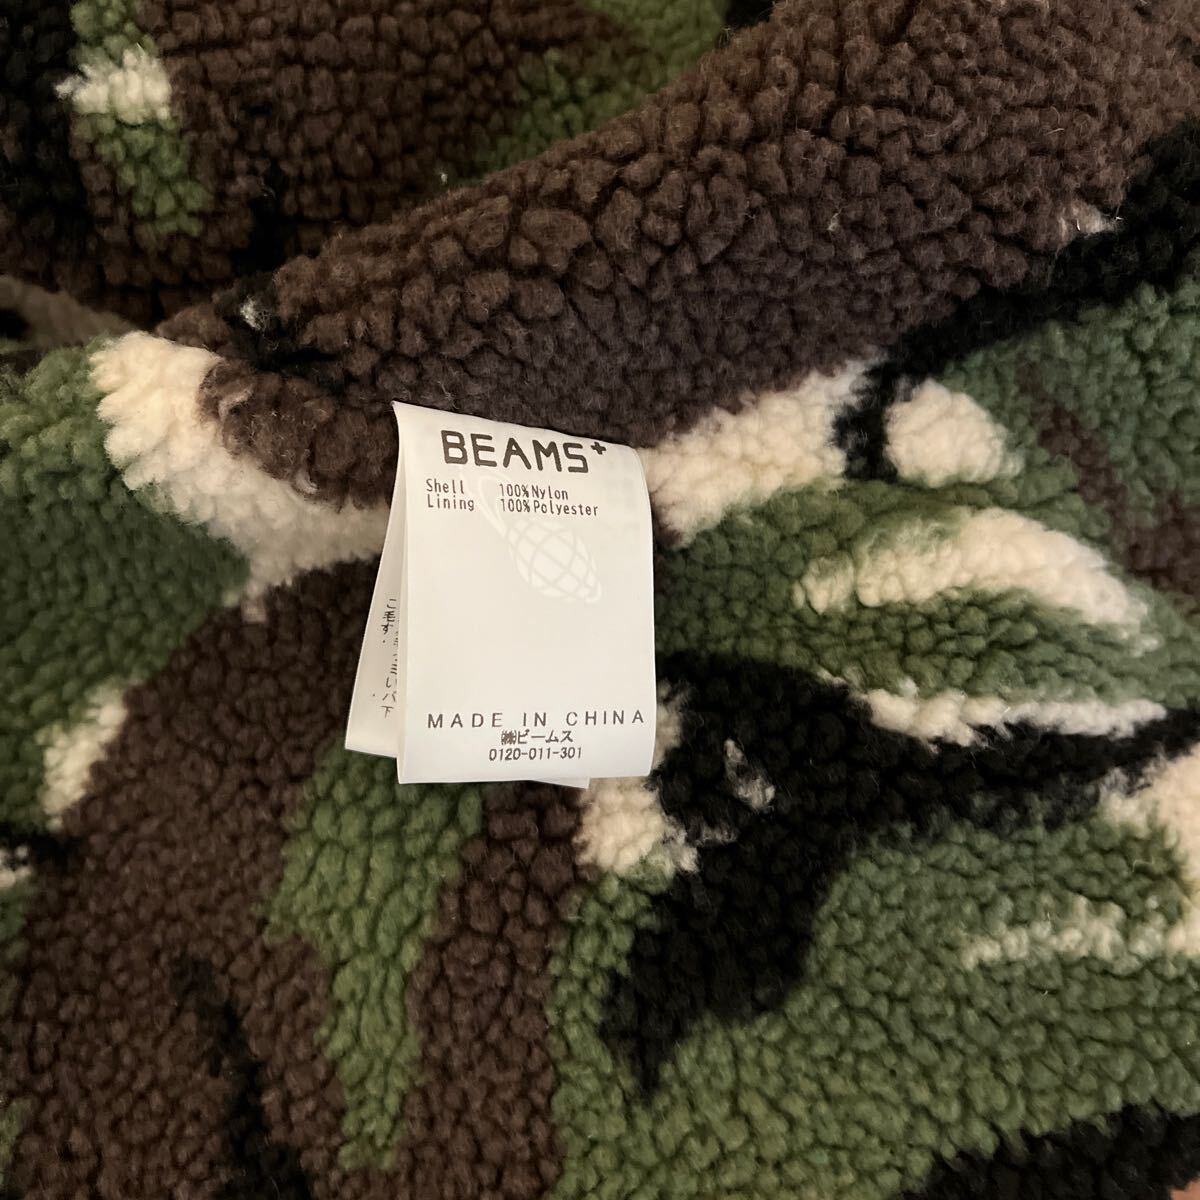 BEAMS+
Shell 100%Nylon
Lining 100%Polyester
MADE IN CHINA
㈱ビームス
0120-011-301